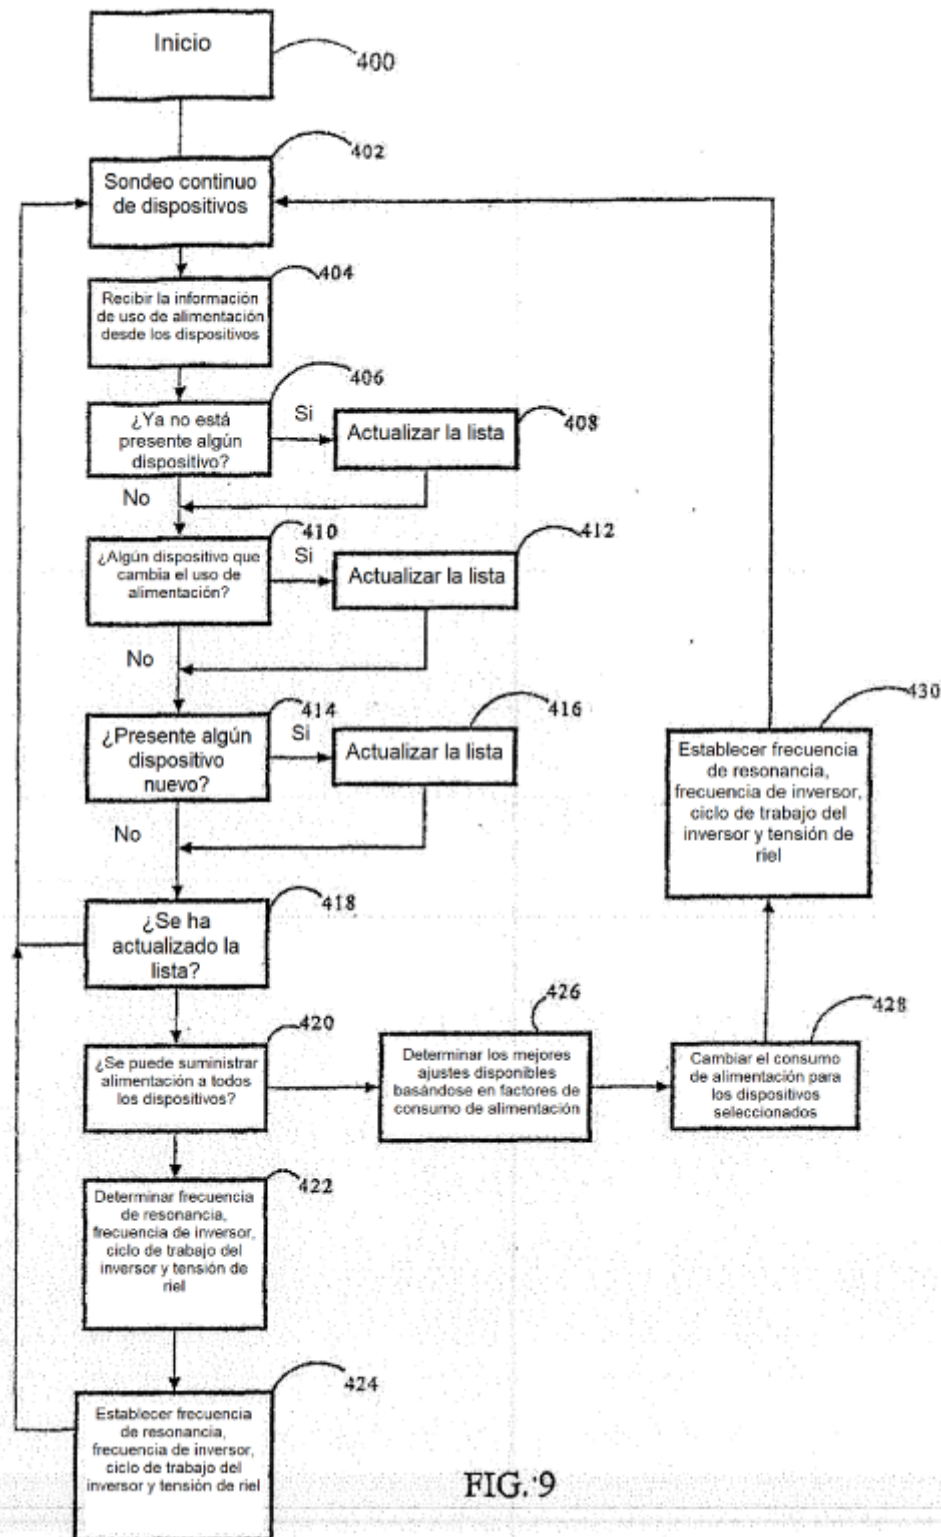 Inicio
400
402
Sondeo continuo
de dispositivos
404
Recibir la información
de uso de alimentación
desde los dispositivos
406
¿Ya no está
presente algún
dispositivo?
Si
Actualizar la lista
408
No
410
¿Algún dispositivo que
cambia el uso de
alimentación?
Si
Actualizar la lista
412
No
414
¿Presente algún
dispositivo
nuevo?
Si
Actualizar la lista
416
No
418
¿Se ha
actualizado la
lista?
420
¿Se puede suministrar
alimentación a todos
los dispositivos?
426
Determinar los mejores
ajustes disponibles
basándose en factores de
consumo de alimentación
428
Cambiar el consumo
de alimentación para
los dispositivos
seleccionados
430
Establecer frecuencia
de resonancia,
frecuencia de inversor,
ciclo de trabajo del
inversor y tensión de
riel
422
Determinar frecuencia
de resonancia,
frecuencia de inversor,
ciclo de trabajo del
inversor y tensión de
riel
424
Establecer frecuencia
de resonancia,
frecuencia de inversor,
ciclo de trabajo del
inversor y tensión de riel
FIG. 9